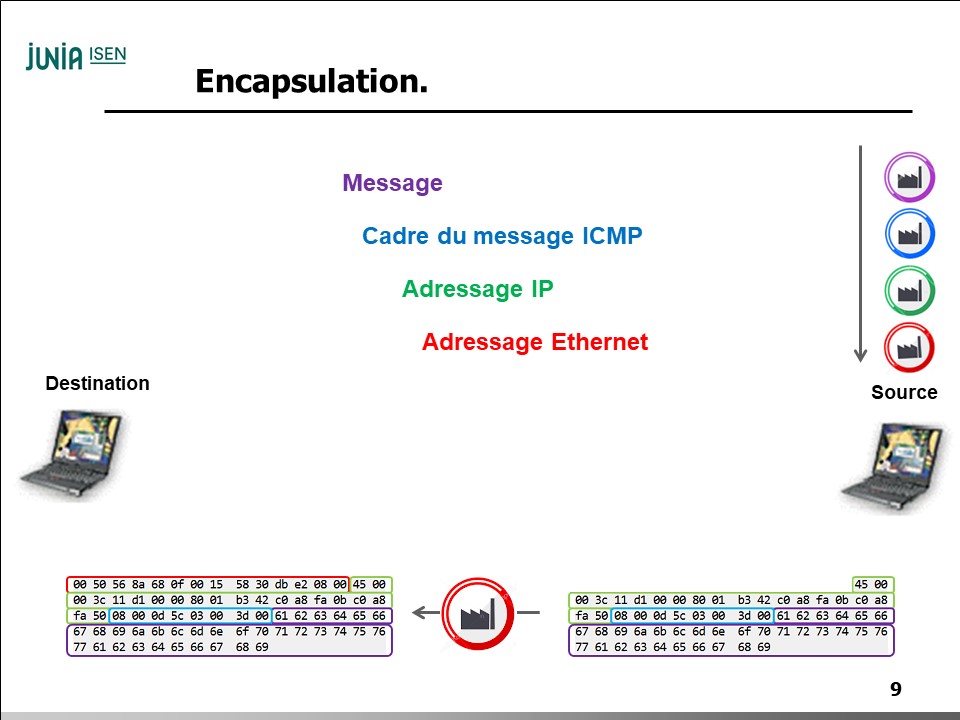 JUNIA ISEN
Encapsulation.
Message
Cadre du message ICMP
Adressage IP
Adressage Ethernet
Destination
Source
00 50 56 8a 68 0f 00 15 58 30 db e2 08 00 45 00
00 3c 11 d1 00 00 80 01 b3 42 c0 a8 fa 0b c0 a8
fa 50 08 00 0d 5c 03 00 3d 00 61 62 63 64 65 66
67 68 69 6a 6b 6c 6d 6e 6f 70 71 72 73 74 75 76
77 61 62 63 64 65 66 67 68 69
45 00
00 3c 11 d1 00 00 80 01 b3 42 c0 a8 fa 0b c0 a8
fa 50 08 00 0d 5c 03 00 3d 00 61 62 63 64 65 66
67 68 69 6a 6b 6c 6d 6e 6f 70 71 72 73 74 75 76
77 61 62 63 64 65 66 67 68 69
9